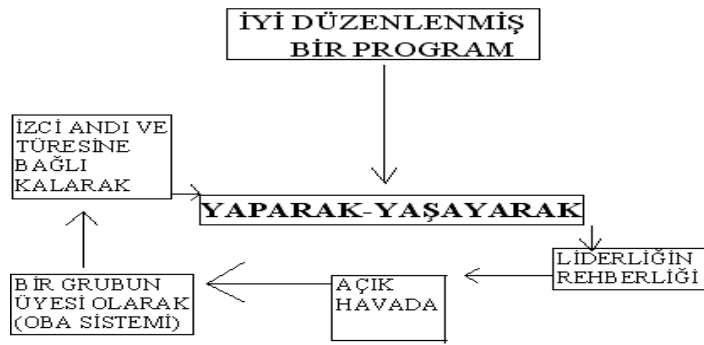 İYİ DÜZENLENMİŞ
BİR PROGRAM
İZCİ ANDI VE
TÜRESİNE
BAĞLI
KALARAK
YAPARAK-YAŞAYARAK
LİDERLİĞİN
REHBERLİĞİ
AÇIK
HAVADA
BİR GRUBUN
ÜYESİ OLARAK
(OBA SİSTEMİ)